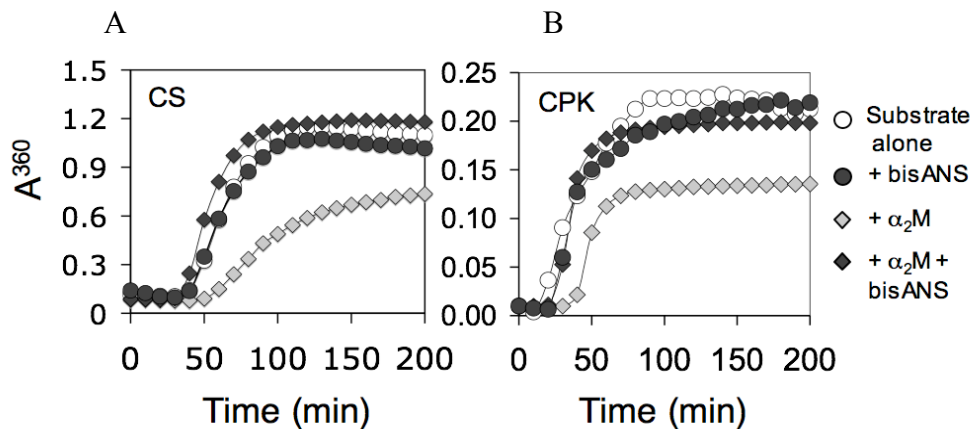 A
B
1.5
1.2
0.9
0.6
0.3
0
A³⁶⁰
CS
0 50 100 150 200
Time (min)
0.25
0.20
0.15
0.10
0.05
0.00
CPK
0 50 100 150 200
Time (min)
Substrate
alone
+ bisANS
+ α₂M
+ α₂M +
bisANS